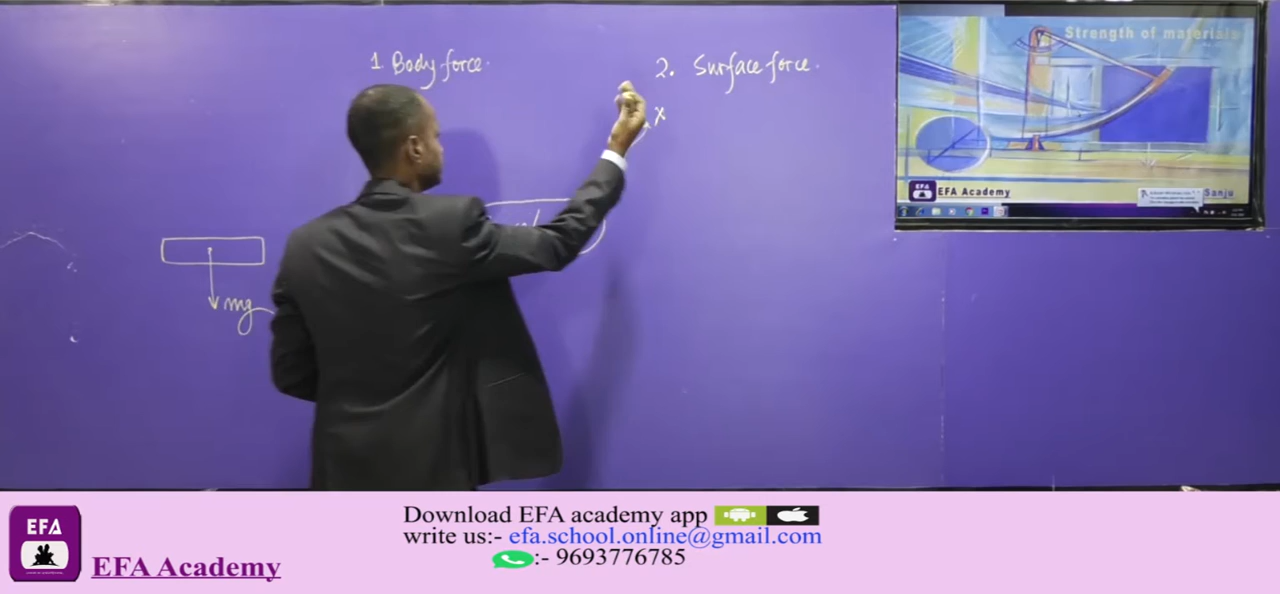 1. Body force.
2. Surface force.
x
mg
Strength of materials
EFA Academy
Sanju
EFA
EFA Academy
Download EFA academy app
write us:- efa.school.online@gmail.com
:- 9693776785